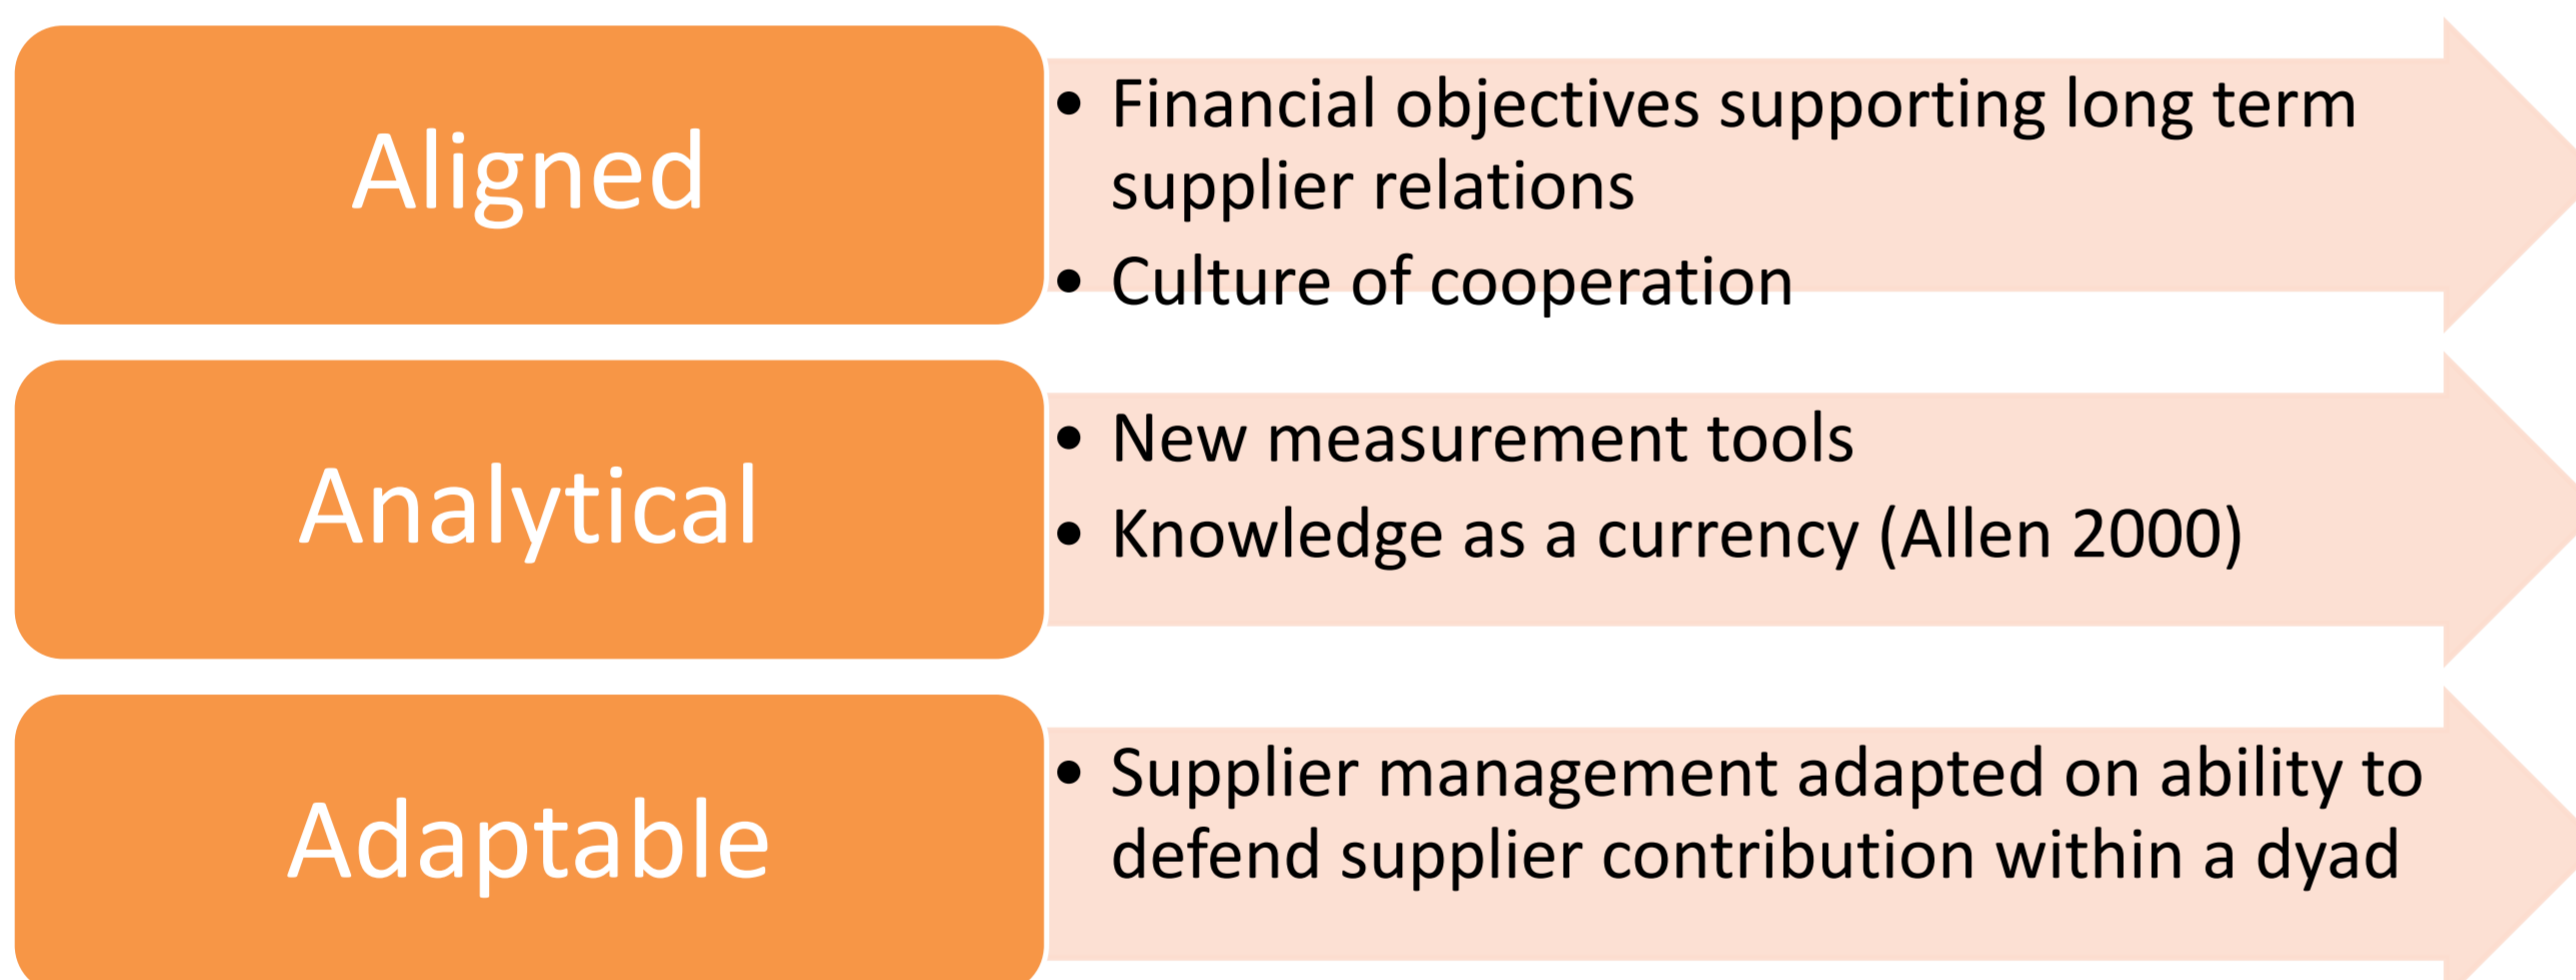 Aligned
• Financial objectives supporting long term
supplier relations
• Culture of cooperation
Analytical
• New measurement tools
• Knowledge as a currency (Allen 2000)
Adaptable
• Supplier management adapted on ability to
defend supplier contribution within a dyad